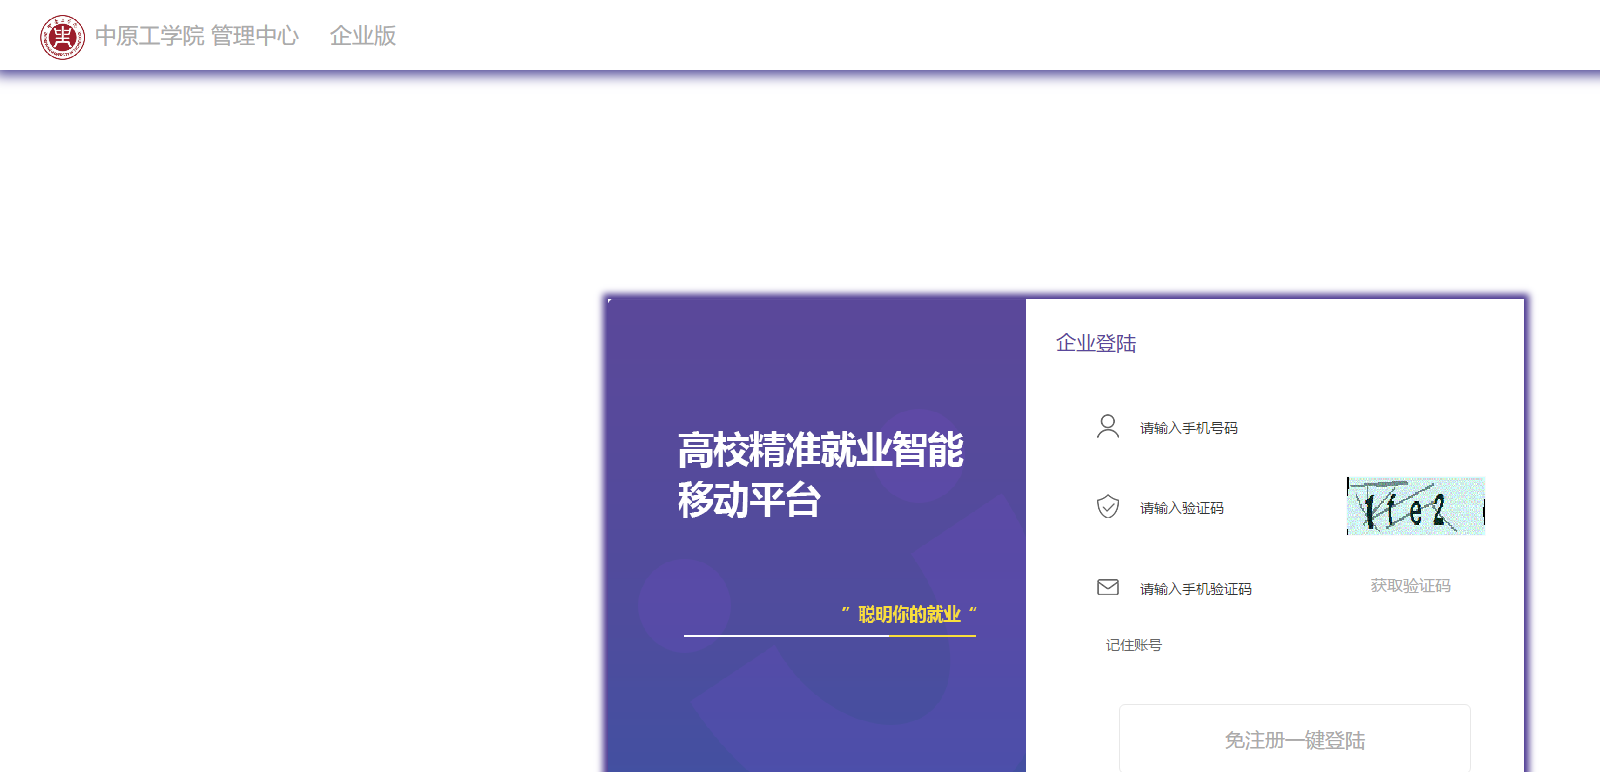 中原工学院 管理中心 企业版
高校精准就业智能
移动平台
" 聪明你的就业 "
企业登陆
请输入手机号码
请输入验证码
1fe2
请输入手机验证码
获取验证码
记住账号
免注册一键登陆